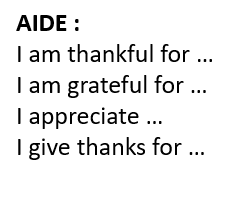 AIDE :
I am thankful for ...
I am grateful for ...
I appreciate ...
I give thanks for ...